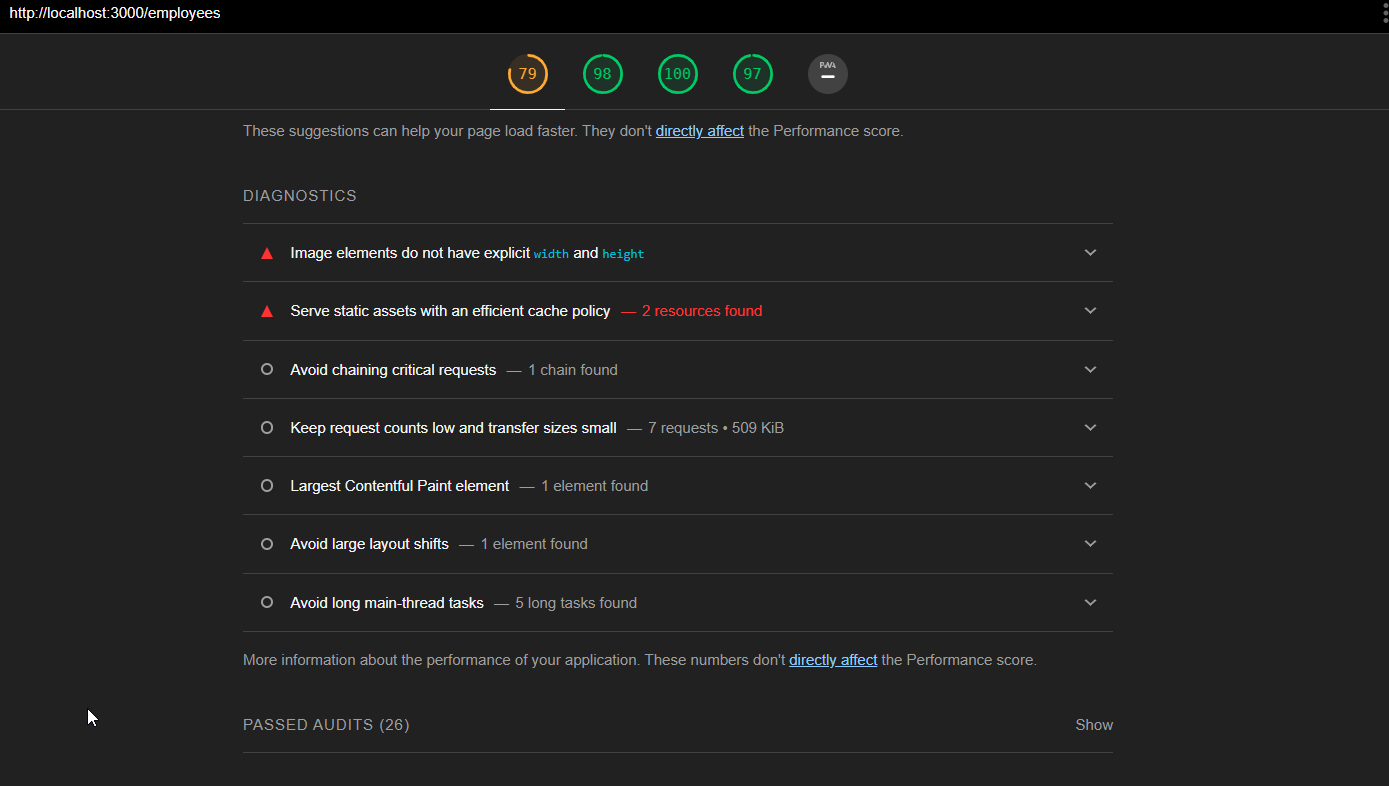 http://localhost:3000/employees
79 98 100 97 PWA
These suggestions can help your page load faster. They don't directly affect the Performance score.
DIAGNOSTICS
Image elements do not have explicit width and height
Serve static assets with an efficient cache policy — 2 resources found
Avoid chaining critical requests — 1 chain found
Keep request counts low and transfer sizes small — 7 requests • 509 KiB
Largest Contentful Paint element — 1 element found
Avoid large layout shifts — 1 element found
Avoid long main-thread tasks — 5 long tasks found
More information about the performance of your application. These numbers don't directly affect the Performance score.
PASSED AUDITS (26) Show